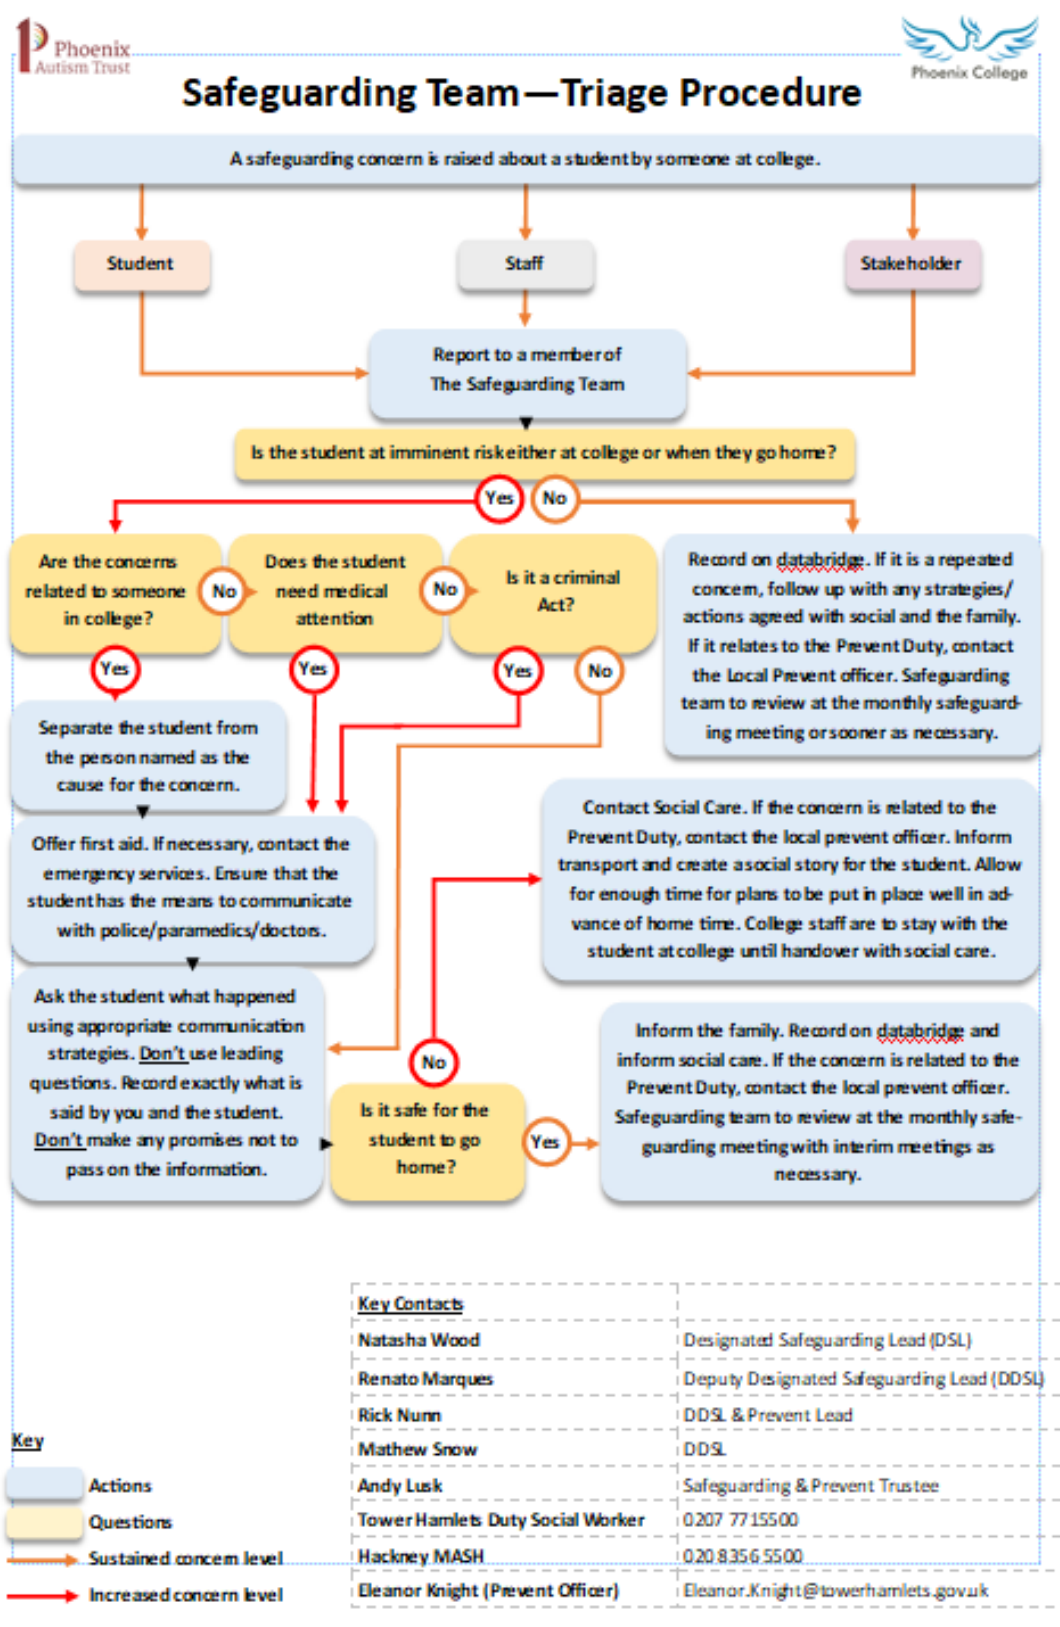 Phoenix
Autism Trust
Phoenix College
Safeguarding Team—Triage Procedure
A safeguarding concern is raised about a student by someone at college.
Student
Staff
Stakeholder
Report to a member of
The Safeguarding Team
Is the student at imminent risk either at college or when they go home?
Yes
No
Are the concerns
related to someone
in college?
No
Does the student
need medical
attention
No
Is it a criminal
Act?
Record on databridge. If it is a repeated
concern, follow up with any strategies/
actions agreed with social and the family.
If it relates to the Prevent Duty, contact
the Local Prevent officer. Safeguarding
team to review at the monthly safeguard-
ing meeting or sooner as necessary.
Yes
Yes
Yes
No
Separate the student from
the person named as the
cause for the concern.
Offer first aid. If necessary, contact the
emergency services. Ensure that the
student has the means to communicate
with police/paramedics/doctors.
Contact Social Care. If the concern is related to the
Prevent Duty, contact the local prevent officer. Inform
transport and create a social story for the student. Allow
for enough time for plans to be put in place well in ad-
vance of home time. College staff are to stay with the
student at college until handover with social care.
Ask the student what happened
using appropriate communication
strategies. Don't use leading
questions. Record exactly what is
said by you and the student.
Don't make any promises not to
pass on the information.
No
Is it safe for the
student to go
home?
Yes
Inform the family. Record on databridge and
inform social care. If the concern is related to the
Prevent Duty, contact the local prevent officer.
Safeguarding team to review at the monthly safe-
guarding meeting with interim meetings as
necessary.
Key Contacts
Natasha Wood Designated Safeguarding Lead (DSL)
Renato Marques Deputy Designated Safeguarding Lead (DDSL)
Rick Nunn DDSL & Prevent Lead
Mathew Snow DDSL
Andy Lusk Safeguarding & Prevent Trustee
Tower Hamlets Duty Social Worker 0207 7715500
Hackney MASH 020 8356 5500
Eleanor Knight (Prevent Officer) Eleanor.Knight@towerhamlets.gov.uk
Key
Actions
Questions
Sustained concern level
Increased concern level